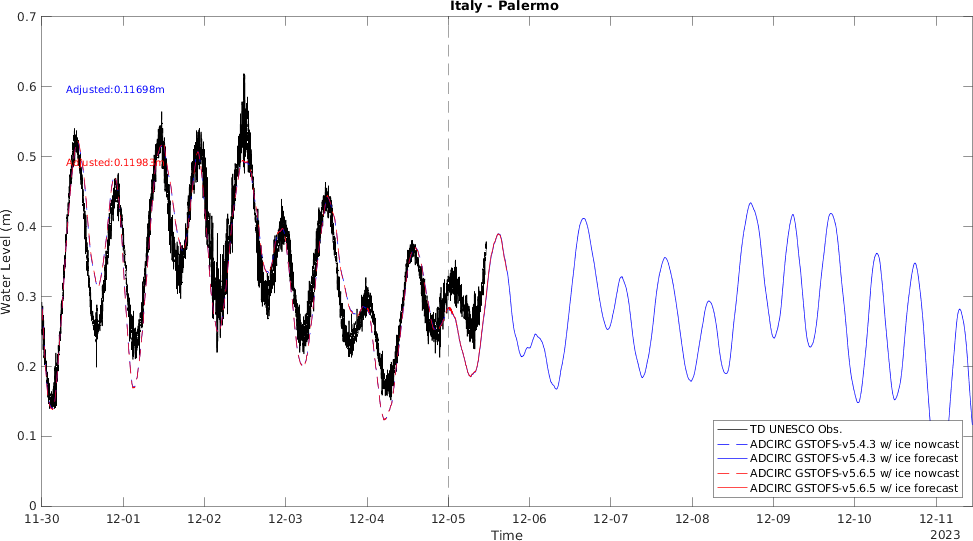 Italy - Palermo
Water Level (m)
0.7
0.6
0.5
0.4
0.3
0.2
0.1
0
Adjusted:0.11698m
Adjusted:0.11983m
TD UNESCO Obs.
ADCIRC GSTOFS-v5.4.3 w/ ice nowcast
ADCIRC GSTOFS-v5.4.3 w/ ice forecast
ADCIRC GSTOFS-v5.6.5 w/ ice nowcast
ADCIRC GSTOFS-v5.6.5 w/ ice forecast
11-30 12-01 12-02 12-03 12-04 12-05 12-06 12-07 12-08 12-09 12-10 12-11
2023
Time